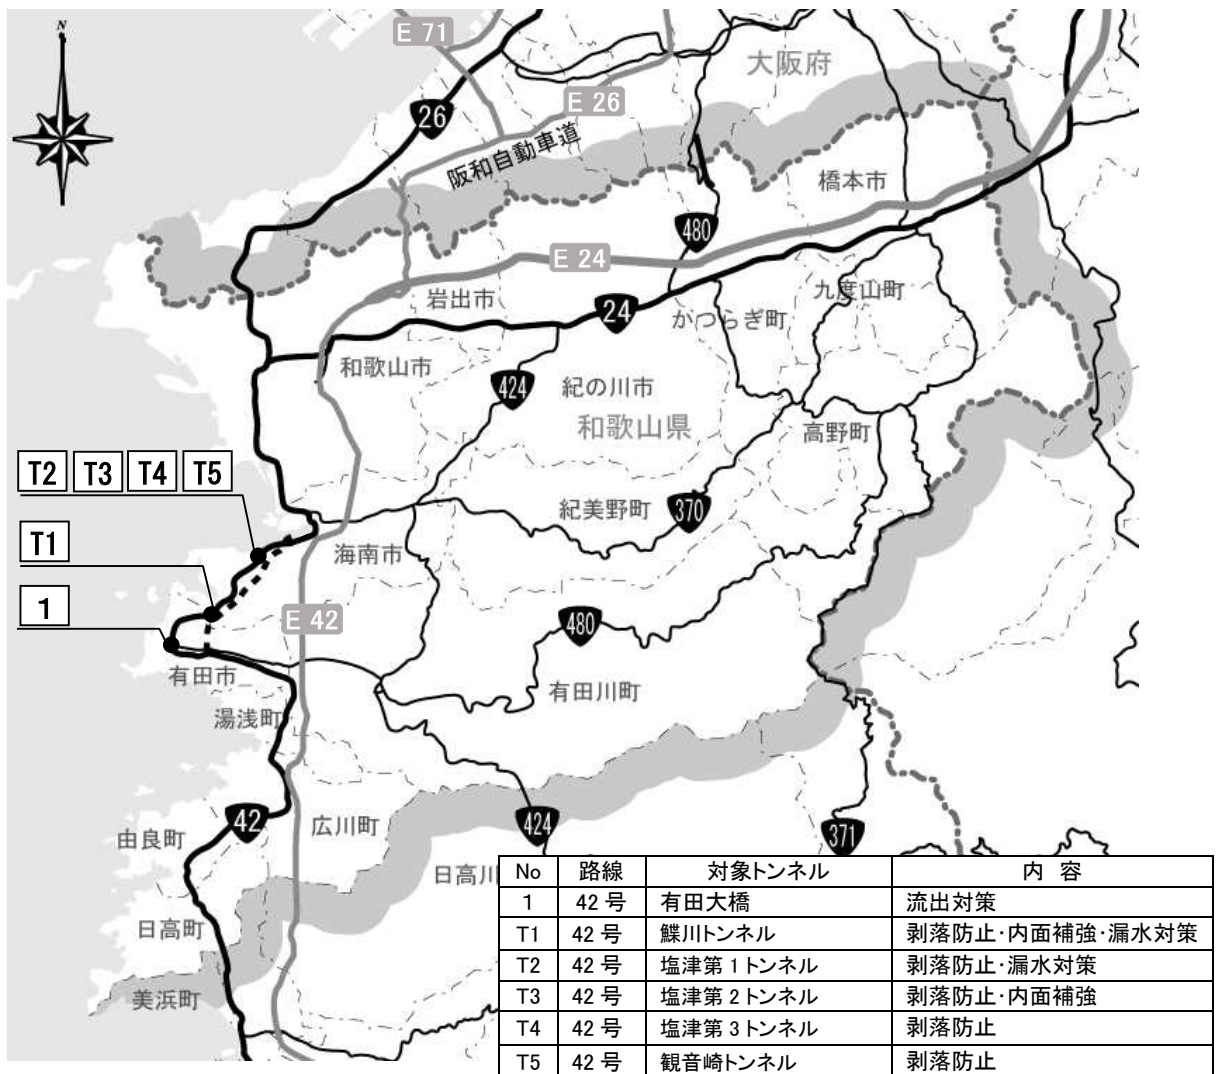 N
E 71
大阪府
26
E 26
阪和自動車道
橋本市
480
E 24
九度山町
岩出市
24
かつらぎ町
和歌山市
424
紀の川市
和歌山県
高野町
T2 T3 T4 T5
紀美野町
370
T1
海南市
1
E 42
480
有田市
有田川町
湯浅町
42
広川町
424
371
由良町
日高川
日高町
美浜町
No 路線 対象トンネル 内 容
1 42 号 有田大橋 流出対策
T1 42 号 鰈川トンネル 剥落防止・内面補強・漏水対策
T2 42 号 塩津第1トンネル 剥落防止・漏水対策
T3 42 号 塩津第2トンネル 剥落防止・内面補強
T4 42 号 塩津第3トンネル 剥落防止
T5 42 号 観音崎トンネル 剥落防止